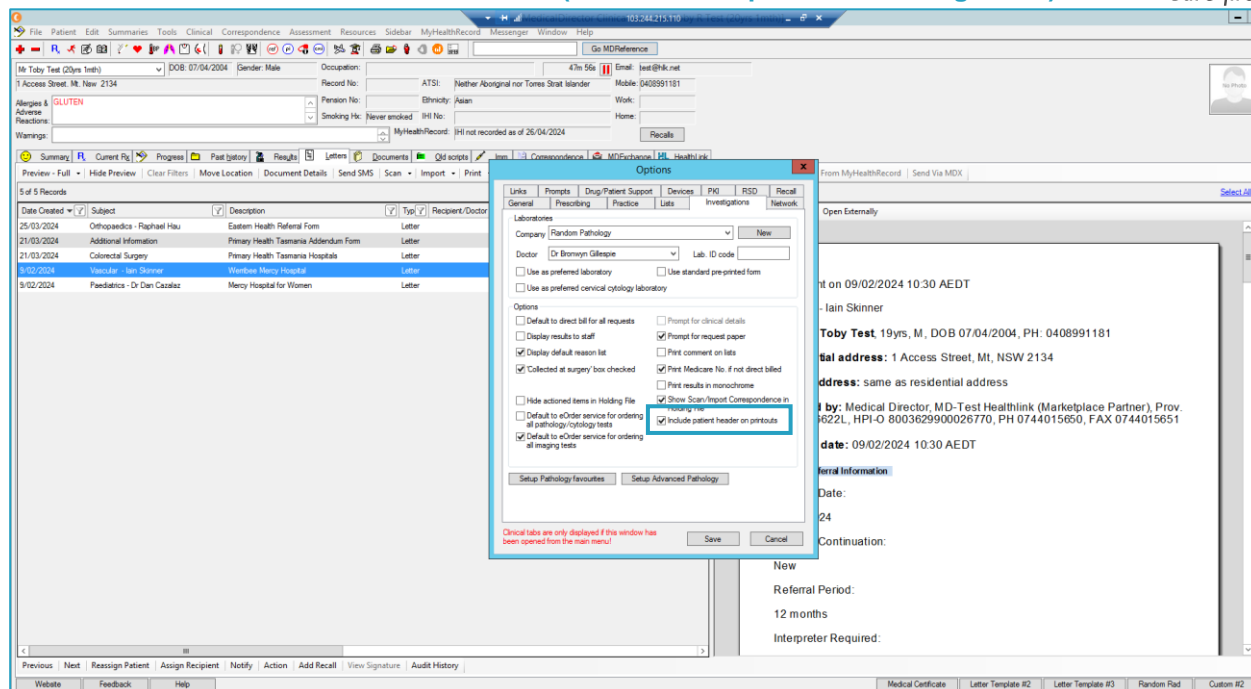 103.244.215.110
File Patient Edit Summaries Tools Clinical Correspondence Assessment Resources Sidebar MyHealthRecord Messenger Window Help
Go MDReference
Mr Toby Test (20yrs 1mth) DOB: 07/04/2004 Gender: Male Occupation: 47m 56s Email: test@hlk.net
1 Access Street. Mt. Nsw 2134 Record No: ATSI: Neither Aboriginal nor Torres Strait Islander Mobile: 0408991181
Allergies & Adverse Reactions: GLUTEN Pension No: Ethnicity: Asian Work:
Smoking Hx: Never smoked IHI No: Home:
Warnings: MyHealthRecord: IHI not recorded as of 26/04/2024 Recalls
No Photo
Summary Current Rx Progress Past history Results Letters Documents Old scripts Imm. Correspondence MDExchange HealthLink
Preview - Full Hide Preview Clear Filters Move Location Document Details Send SMS Scan Import Print From MyHealthRecord Send Via MDX
5 of 5 Records Select All
Date Created Subject Description Typ Recipient/Doctor Open Externally
25/03/2024 Orthopaedics - Raphael Hau Eastern Health Referral Form Letter
21/03/2024 Additional Information Primary Health Tasmania Addendum Form Letter
21/03/2024 Colorectal Surgery Primary Health Tasmania Hospitals Letter
9/02/2024 Vascular - Iain Skinner Werribee Mercy Hospital Letter
9/02/2024 Paediatrics - Dr Dan Cazalaz Mercy Hospital for Women Letter
Options
Links Prompts Drug/Patient Support Devices PKI RSD Recall
General Prescribing Practice Lists Investigations Network
Laboratories
Company Random Pathology New
Doctor Dr Bronwyn Gillespie Lab. ID code
Use as preferred laboratory Use standard pre-printed form
Use as preferred cervical cytology laboratory
Options
Default to direct bill for all requests Prompt for clinical details
Display results to staff Prompt for request paper
Display default reason list Print comment on lists
'Collected at surgery' box checked Print Medicare No. if not direct billed
Print results in monochrome
Hide actioned items in Holding File Show Scan/Import Correspondence in Holding File
Default to eOrder service for ordering all pathology/cytology tests Include patient header on printouts
Default to eOrder service for ordering all imaging tests
Setup Pathology favourites Setup Advanced Pathology
Clinical tabs are only displayed if this window has been opened from the main menu! Save Cancel
nt on 09/02/2024 10:30 AEDT
- Iain Skinner
Toby Test, 19yrs, M, DOB 07/04/2004, PH: 0408991181
tial address: 1 Access Street, Mt, NSW 2134
ddress: same as residential address
d by: Medical Director, MD-Test Healthlink (Marketplace Partner), Prov.
6622L, HPI-O 8003629900026770, PH 0744015650, FAX 0744015651
date: 09/02/2024 10:30 AEDT
ferral Information
Date:
24
Continuation:
New
Referral Period:
12 months
Interpreter Required:
Previous Next Reassign Patient Assign Recipient Notify Action Add Recall View Signature Audit History
Website Feedback Help Medical Certificate Letter Template #2 Letter Template #3 Random Rad Custom #2